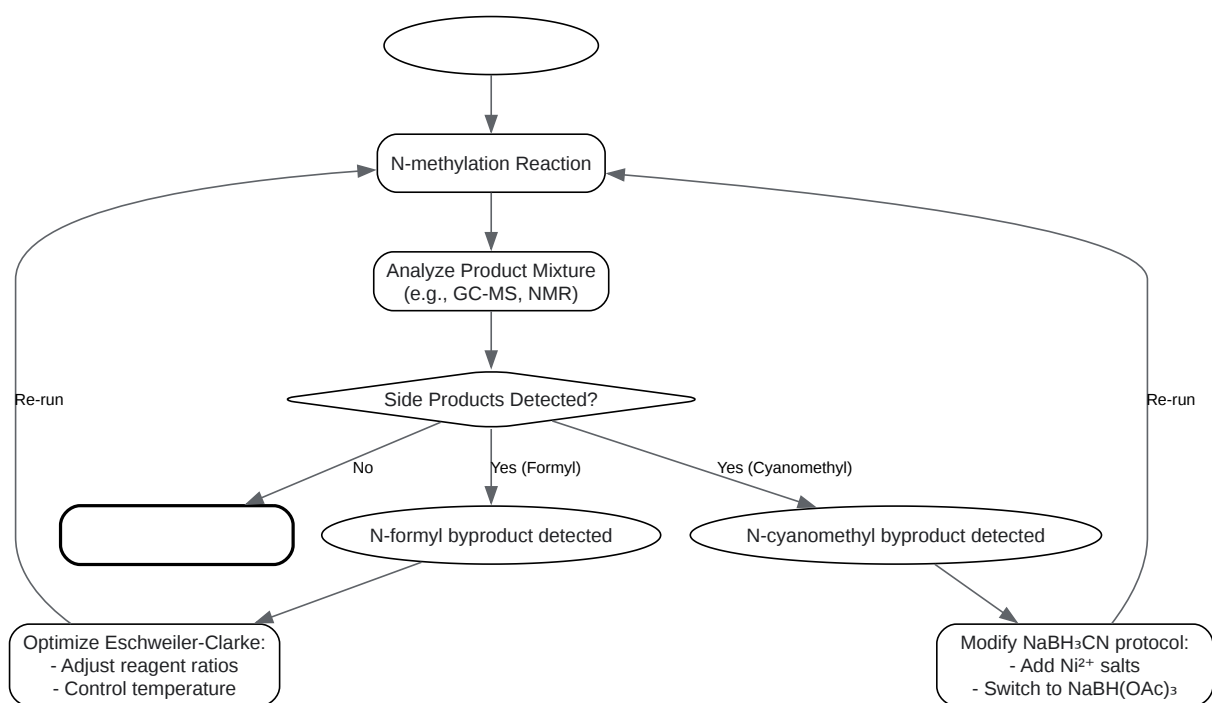 N-methylation Reaction
Analyze Product Mixture
(e.g., GC-MS, NMR)
Side Products Detected?
Re-run
Re-run
No
Yes (Formyl)
Yes (Cyanomethyl)
N-formyl byproduct detected
N-cyanomethyl byproduct detected
Optimize Eschweiler-Clarke:
- Adjust reagent ratios
- Control temperature
Modify NaBH₃CN protocol:
- Add Ni²⁺ salts
- Switch to NaBH(OAc)₃